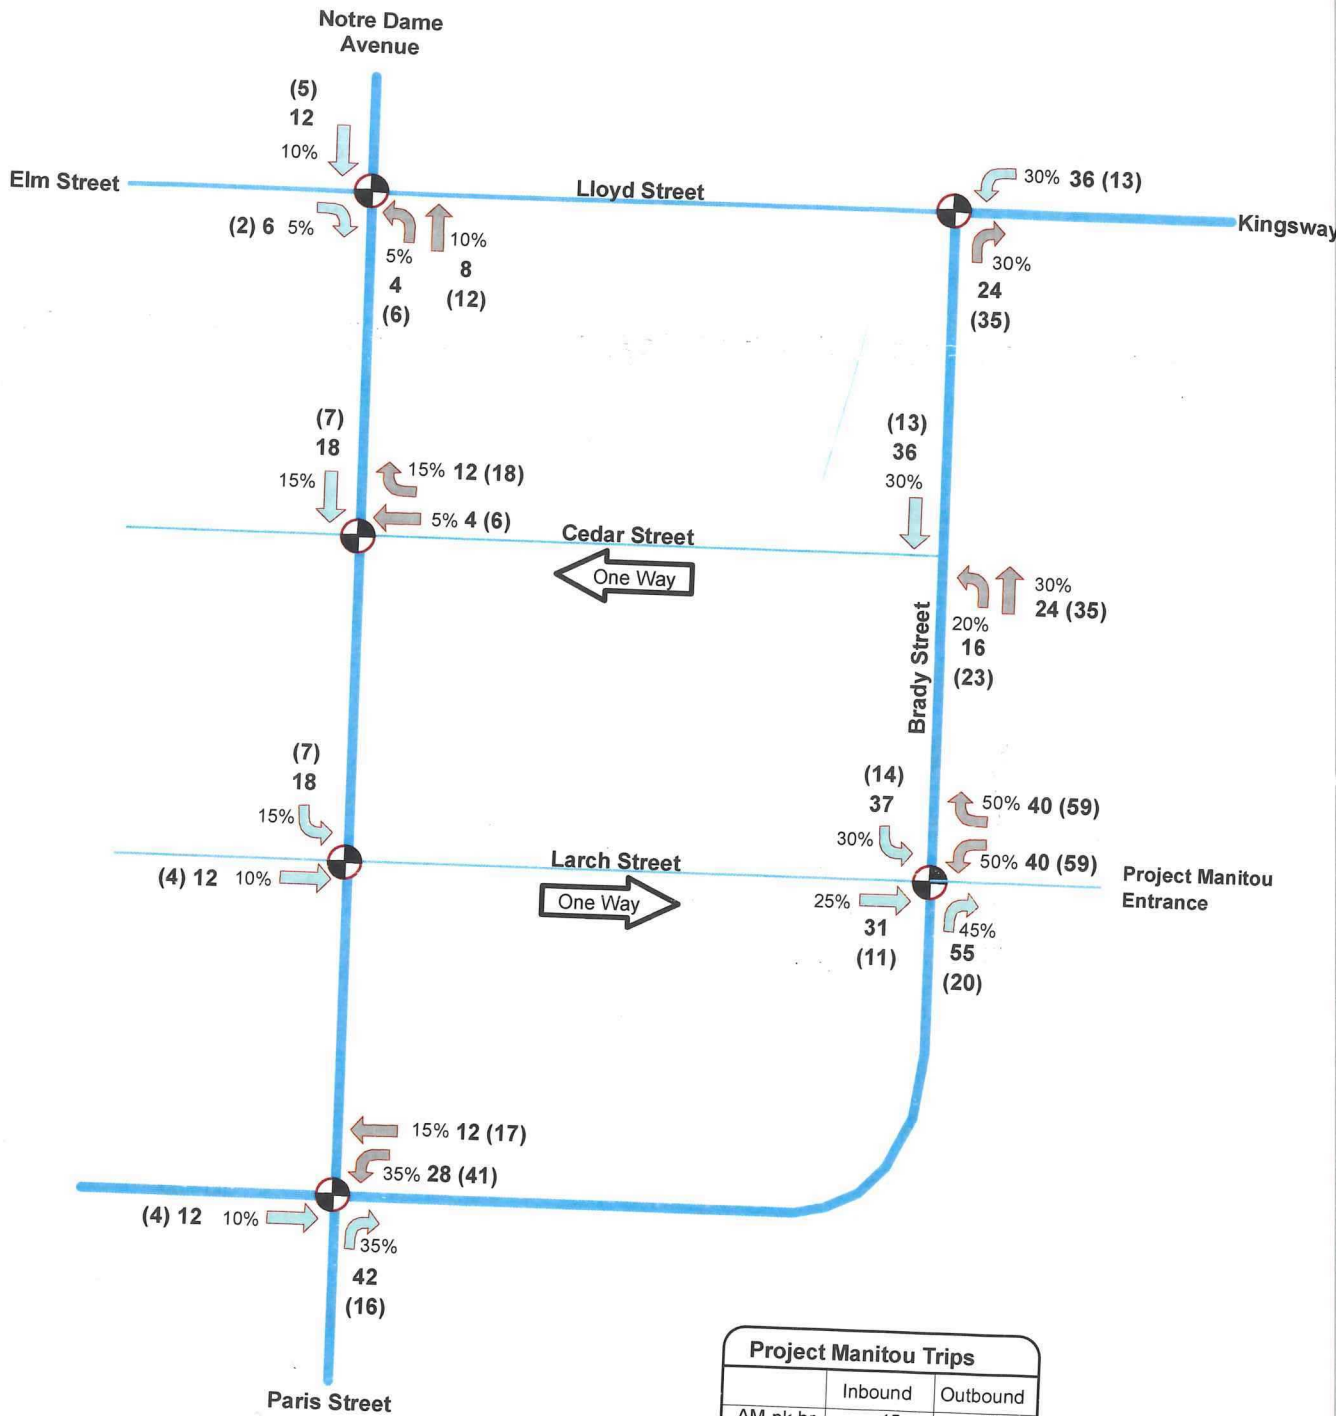 Notre Dame
Avenue
(5)
12
10%
Elm Street
Lloyd Street
30% 36 (13)
Kingsway
(2) 6 5%
5%
4
(6)
10%
8
(12)
30%
24
(35)
(7)
18
15%
15% 12 (18)
5% 4 (6)
(13)
36
30%
Cedar Street
One Way
30%
24 (35)
20%
16
(23)
Brady Street
(7)
18
15%
(14)
37
30%
50% 40 (59)
50% 40 (59)
Larch Street
One Way
(4) 12 10%
25%
31
(11)
45%
55
(20)
Project Manitou
Entrance
15% 12 (17)
35% 28 (41)
(4) 12 10%
35%
42
(16)
Paris Street
Project Manitou Trips
Inbound Outbound